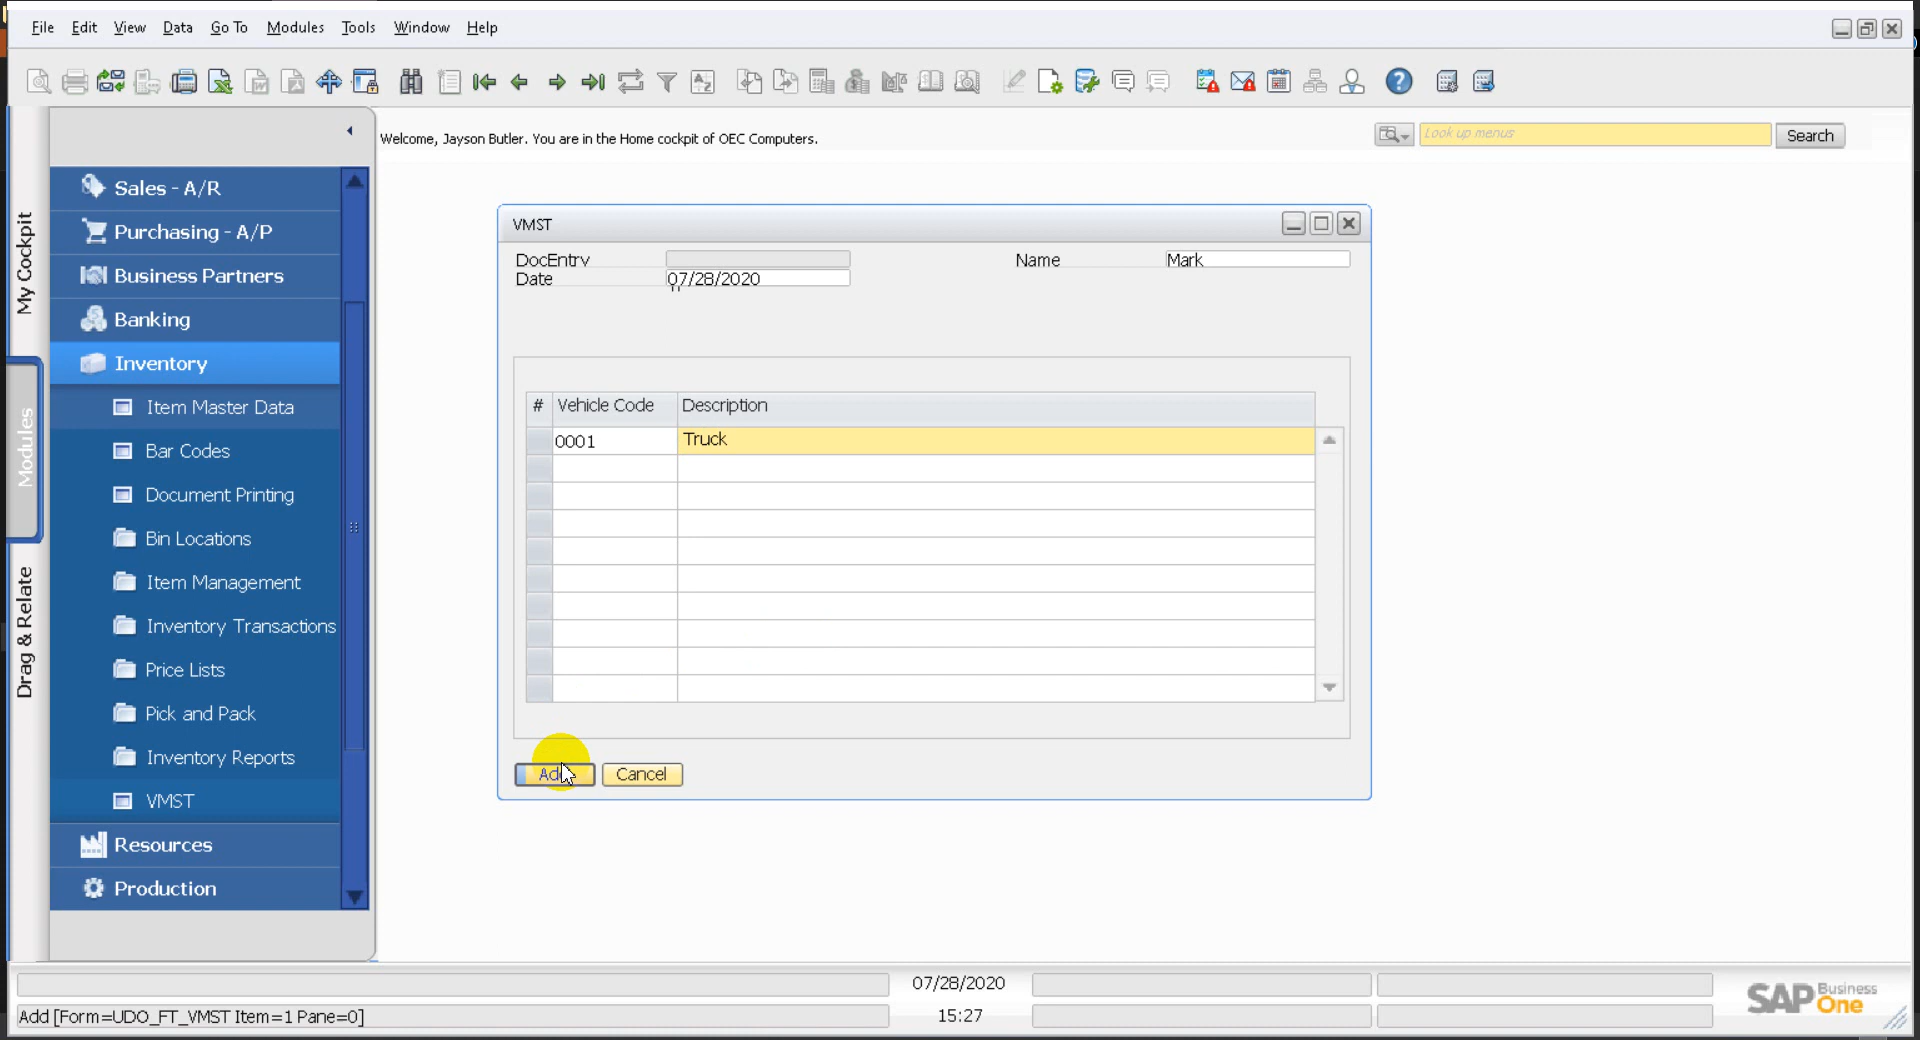 File Edit View Data Go To Modules Tools Window Help
Welcome, Jayson Butler. You are in the Home cockpit of OEC Computers.
Look up menus
Search
My Cockpit
Modules
Drag & Relate
Sales - A/R
Purchasing - A/P
Business Partners
Banking
Inventory
Item Master Data
Bar Codes
Document Printing
Bin Locations
Item Management
Inventory Transactions
Price Lists
Pick and Pack
Inventory Reports
VMST
Resources
Production
VMST
DocEntry
Name Mark
Date 07/28/2020
# Vehicle Code Description
0001 Truck
Add Cancel
07/28/2020
Add [Form=UDO_FT_VMST Item=1 Pane=0] 15:27
SAP Business One